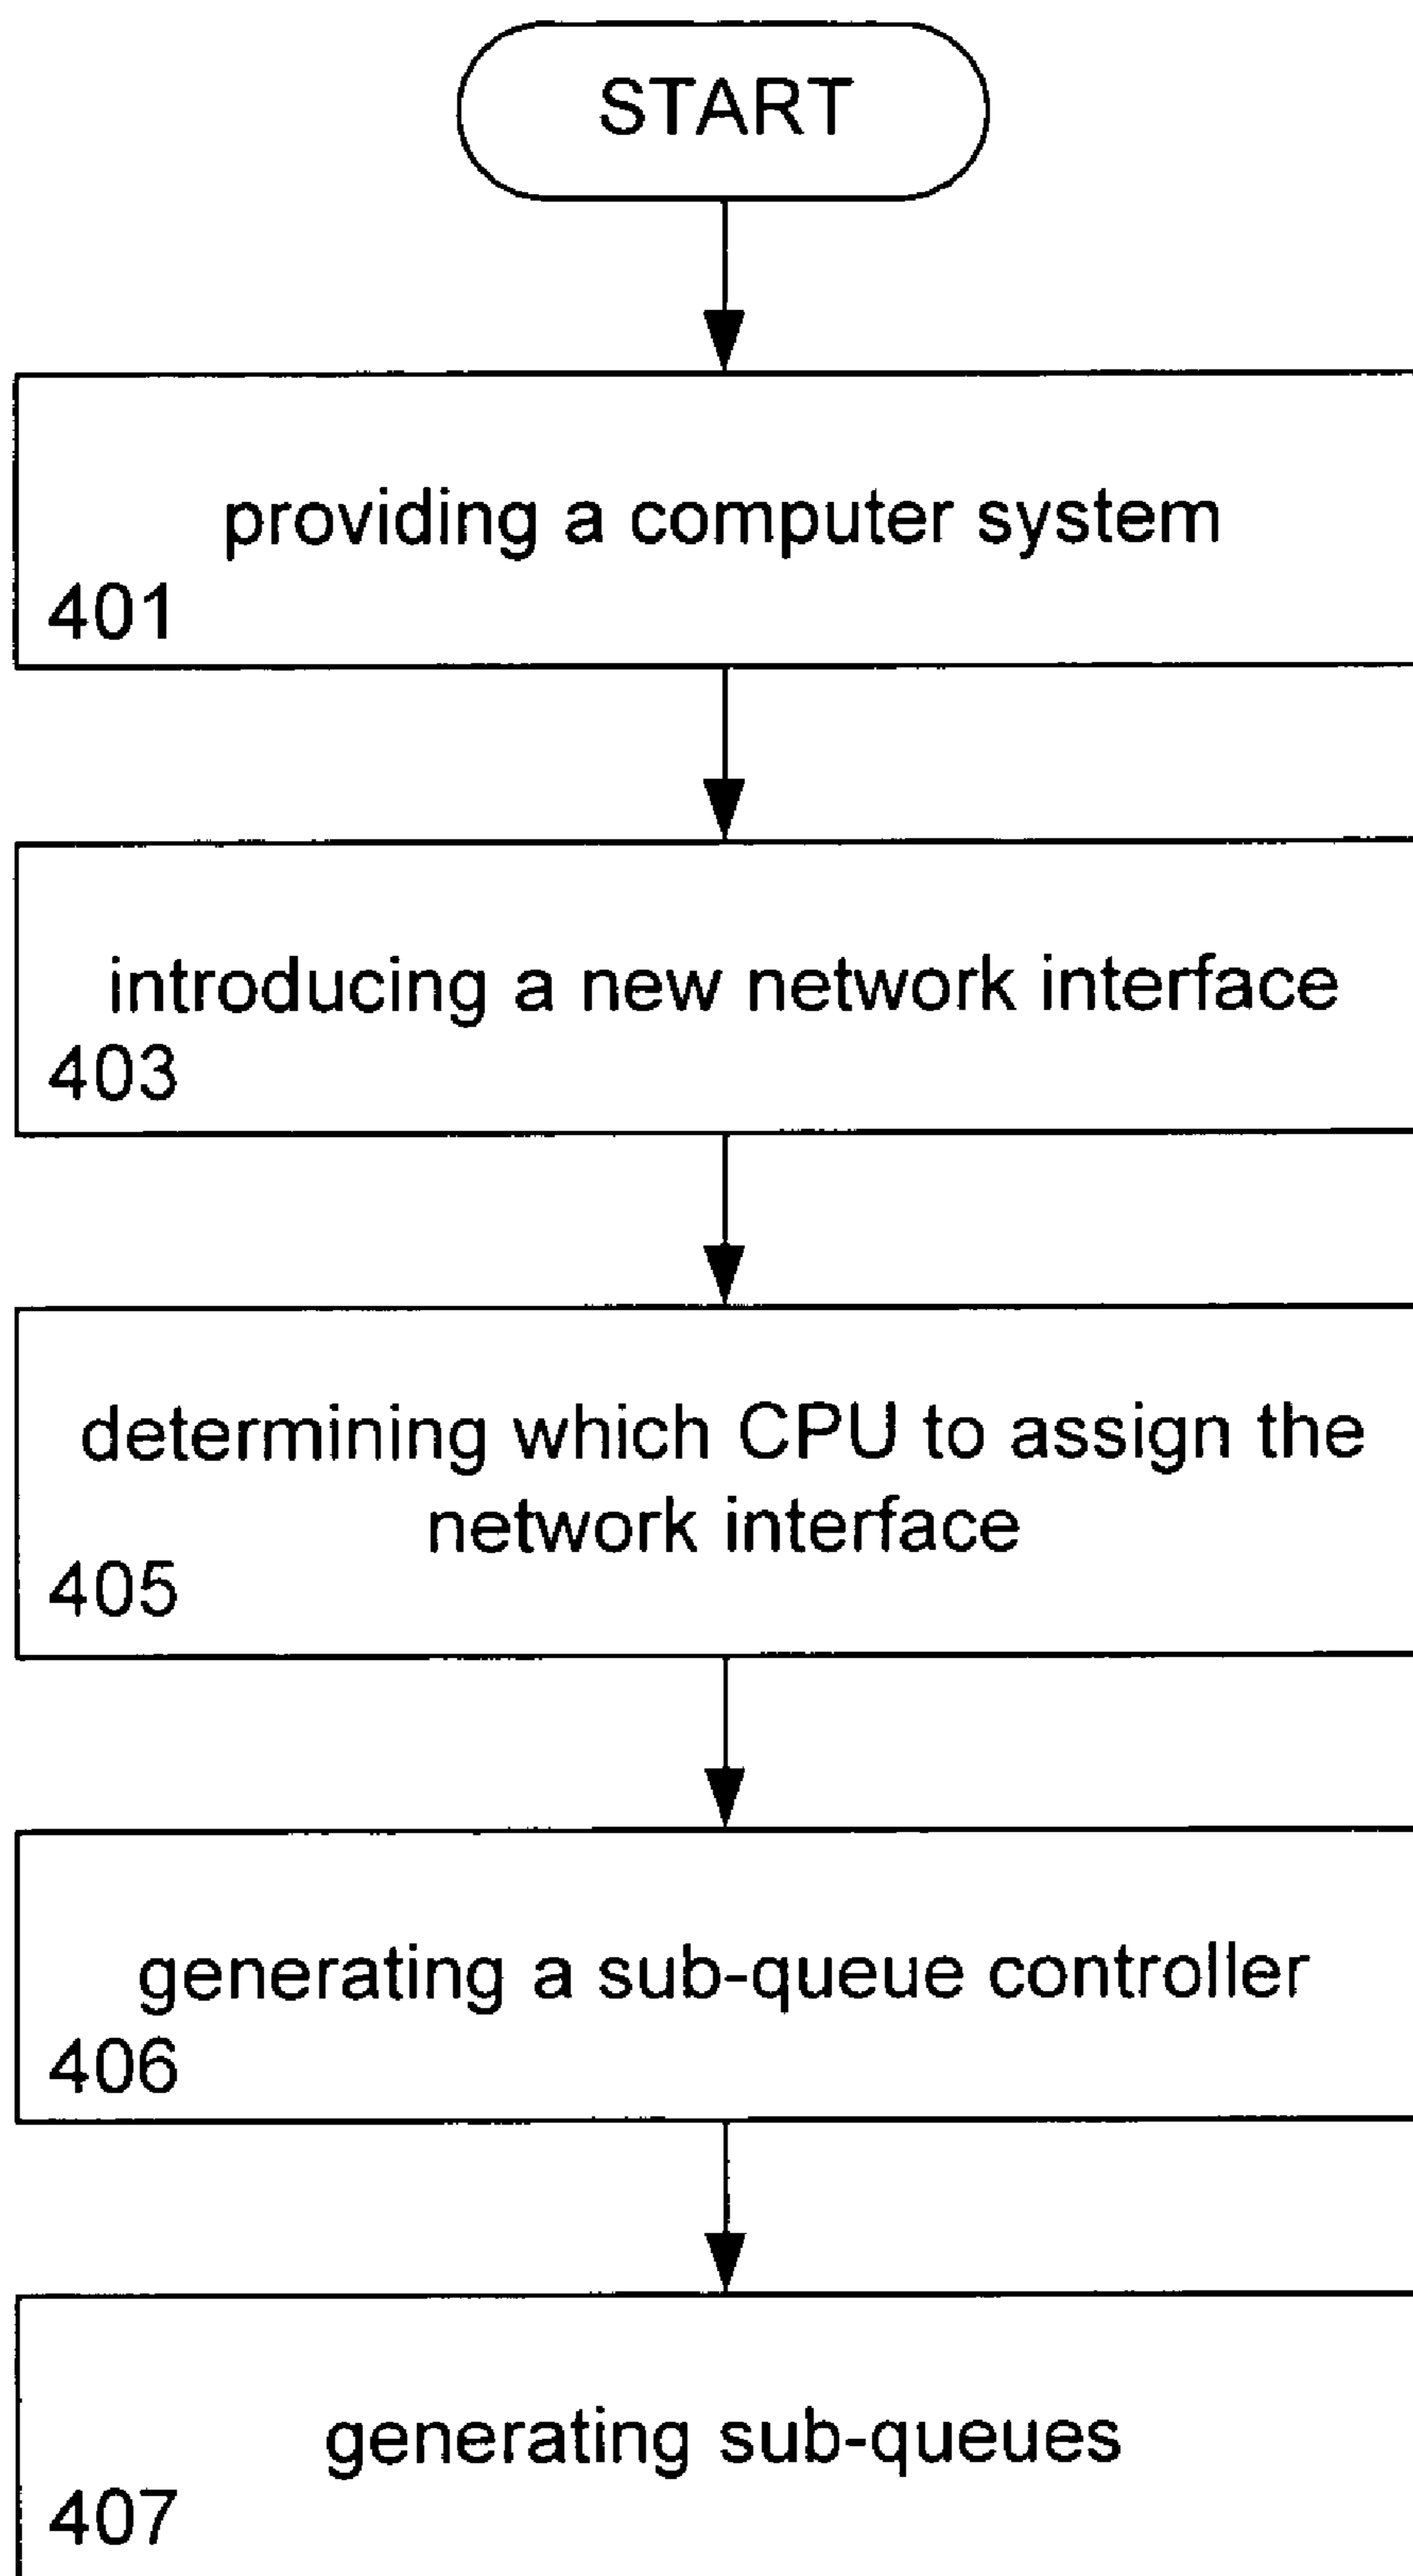 START
providing a computer system
401
introducing a new network interface
403
determining which CPU to assign the
network interface
405
generating a sub-queue controller
406
generating sub-queues
407